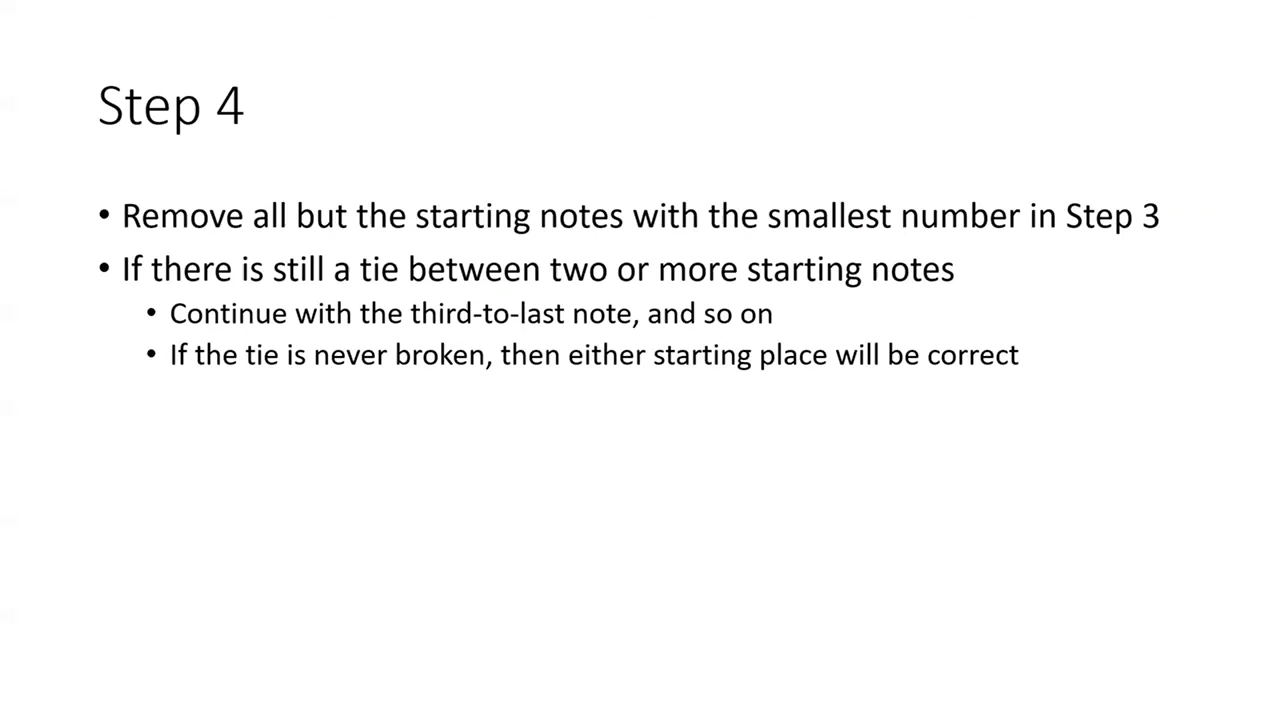 Step 4
• Remove all but the starting notes with the smallest number in Step 3
• If there is still a tie between two or more starting notes
• Continue with the third-to-last note, and so on
• If the tie is never broken, then either starting place will be correct